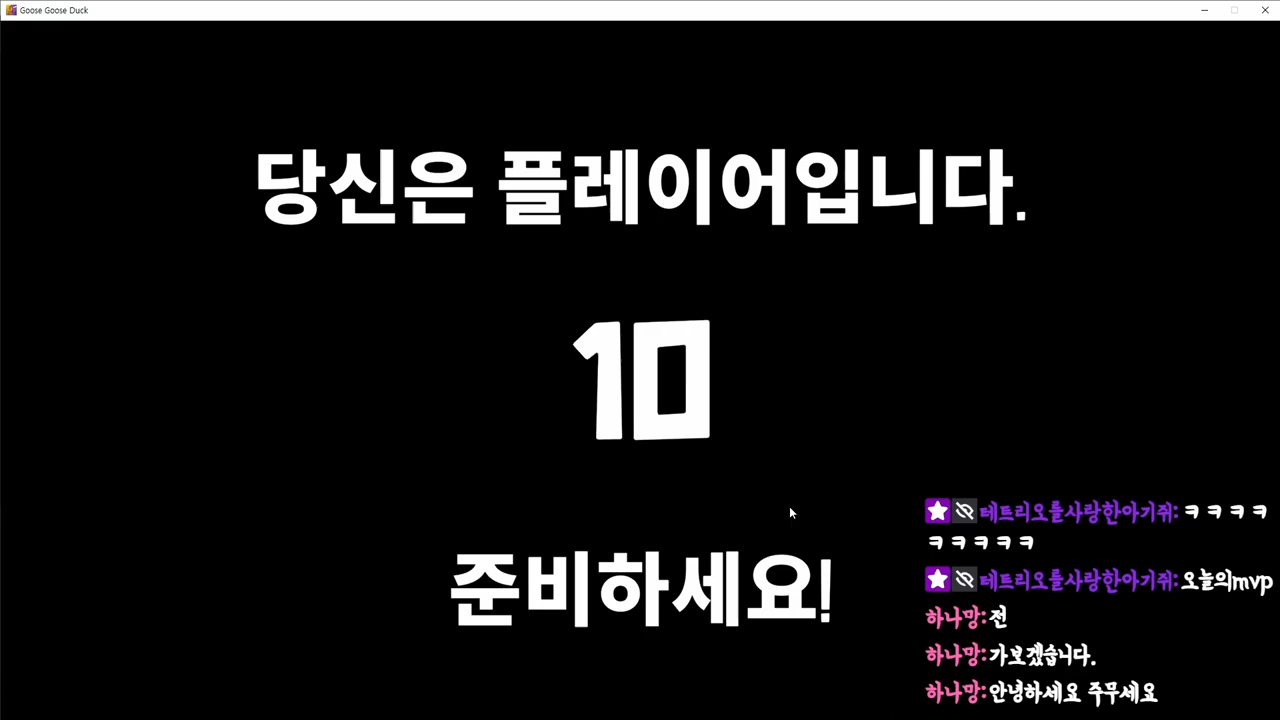 Goose Goose Duck
당신은 플레이어입니다.
10
준비하세요!
테트리오를사랑한아기쥐: ㅋㅋㅋㅋ
ㅋㅋㅋㅋㅋ
테트리오를사랑한아기쥐: 오늘의mvp
하나망: 전
하나망: 가보겠습니다.
하나망: 안녕하세요 주무세요